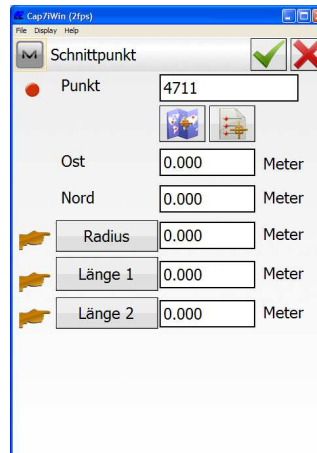 Cap7iWin (2fps)
File Display Help
Schnittpunkt
Punkt 4711
Ost 0.000 Meter
Nord 0.000 Meter
Radius 0.000 Meter
Länge 1 0.000 Meter
Länge 2 0.000 Meter